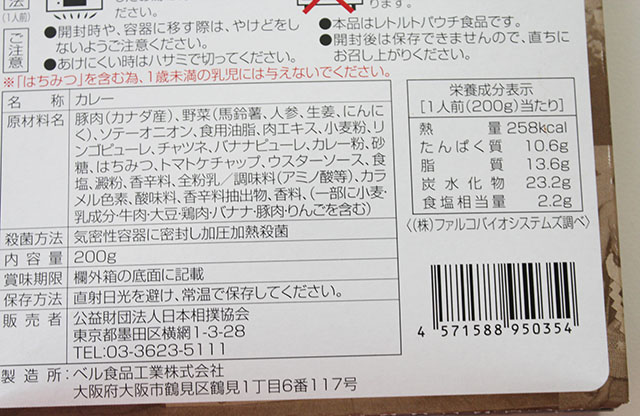 法
(1人前)
ります。
ご注意
●開封時や、容器に移す際は、やけどをし
ないようご注意ください。
●あけにくい時はハサミで切ってください。
●本品はレトルトパウチ食品です。
●開封後は保存できませんので、直ちに
お召し上がりください。
※「はちみつ」を含む為、1歳未満の乳児には与えないでください。
名 称 カレー
原材料名 豚肉(カナダ産)、野菜(馬鈴薯、人参、生姜、にんに
く)、ソテーオニオン、食用油脂、肉エキス、小麦粉、リ
ンゴピューレ、チャツネ、バナナピューレ、カレー粉、砂
糖、はちみつ、トマトケチャップ、ウスターソース、食
塩、澱粉、香辛料、全粉乳／調味料(アミノ酸等)、カラ
メル色素、酸味料、香辛料抽出物、香料、(一部に小麦・
乳成分・牛肉・大豆・鶏肉・バナナ・豚肉・りんごを含む)
殺菌方法 気密性容器に密封し加圧加熱殺菌
内 容 量 200g
賞味期限 欄外箱の底面に記載
保存方法 直射日光を避け、常温で保存してください。
販 売 者 公益財団法人日本相撲協会
東京都墨田区横網1-3-28
TEL:03-3623-5111
製 造 所:ベル食品工業株式会社
大阪府大阪市鶴見区鶴見1丁目6番117号
栄養成分表示
[1人前(200g)当たり]
熱 量 258kcal
たんぱく質 10.6g
脂 質 13.6g
炭水化物 23.2g
食塩相当量 2.2g
〈(株)ファルコバイオシステムズ調べ〉
4 571588 950354